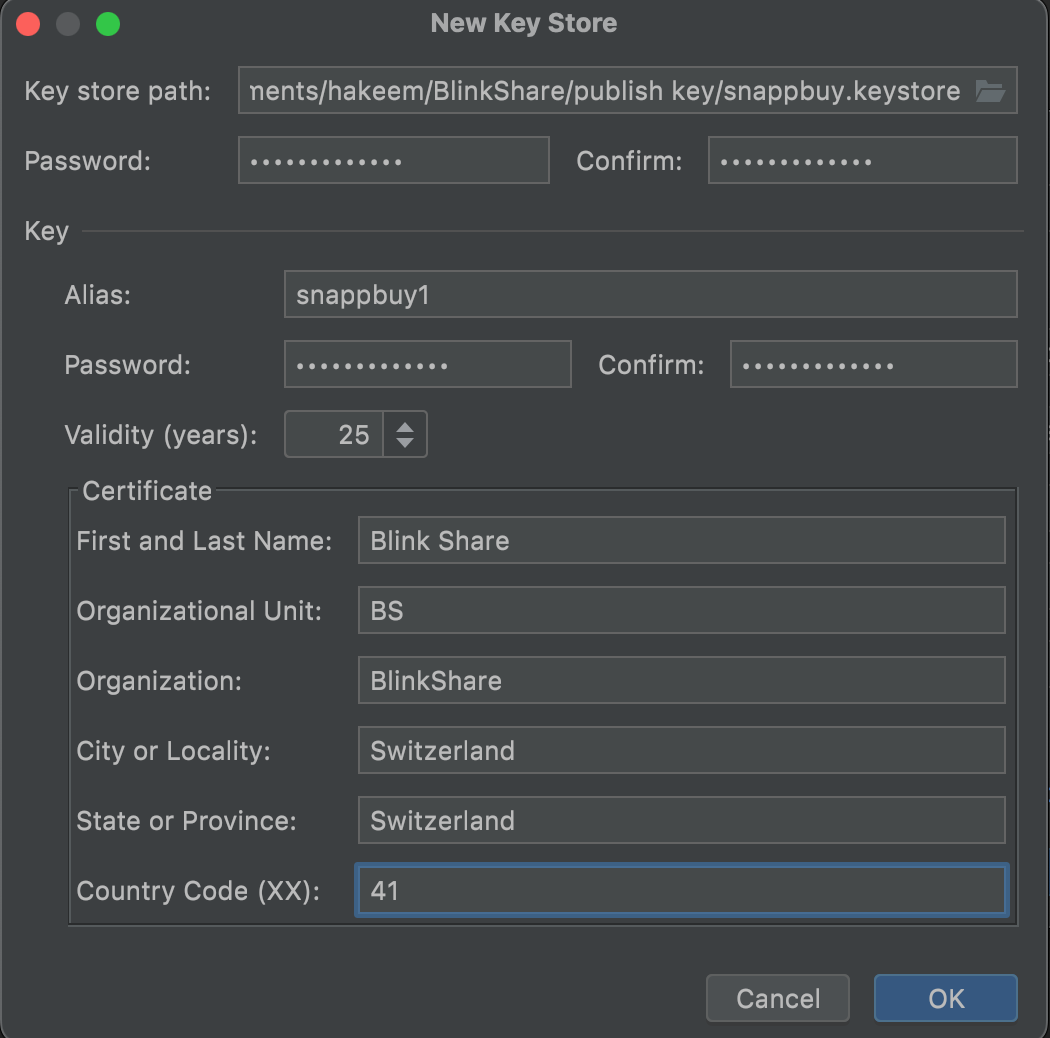 New Key Store
Key store path: ments/hakeem/BlinkShare/publish key/snappbuy.keystore
Password: ••••••••••••• Confirm: •••••••••••••
Key
Alias: snappbuy1
Password: ••••••••••••• Confirm: •••••••••••••
Validity (years): 25
Certificate
First and Last Name: Blink Share
Organizational Unit: BS
Organization: BlinkShare
City or Locality: Switzerland
State or Province: Switzerland
Country Code (XX): 41
Cancel OK